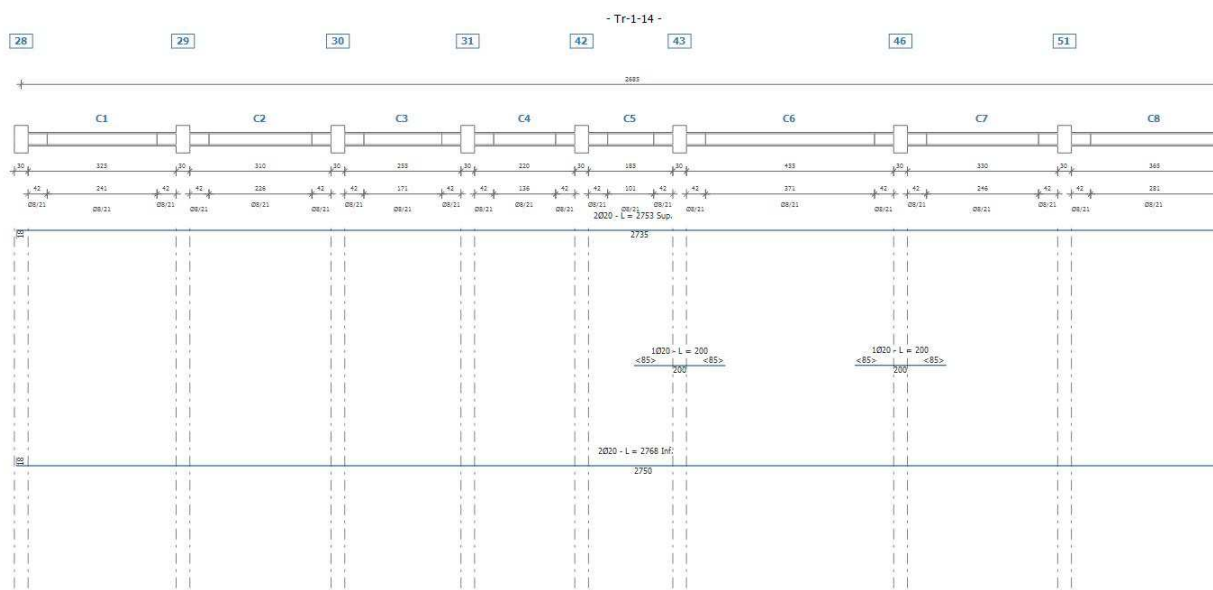 - Tr-1-14 -
28 29 30 31 42 43 46 51
2685
C1 C2 C3 C4 C5 C6 C7 C8
30 325 30 310 30 255 30 220 30 185 30 455 30 330 30 365
42 241 42 42 226 42 42 171 42 42 136 42 42 101 42 42 371 42 42 246 42 42 281
Ø8/21 Ø8/21 Ø8/21 Ø8/21 Ø8/21 Ø8/21 Ø8/21 Ø8/21 Ø8/21 Ø8/21 Ø8/21 Ø8/21 Ø8/21 Ø8/21 Ø8/21 Ø8/21
2Ø20 - L = 2753 Sup.
18
2735
1Ø20 - L = 200
<85> <85>
200
1Ø20 - L = 200
<85> <85>
200
2Ø20 - L = 2768 Inf.
18
2750